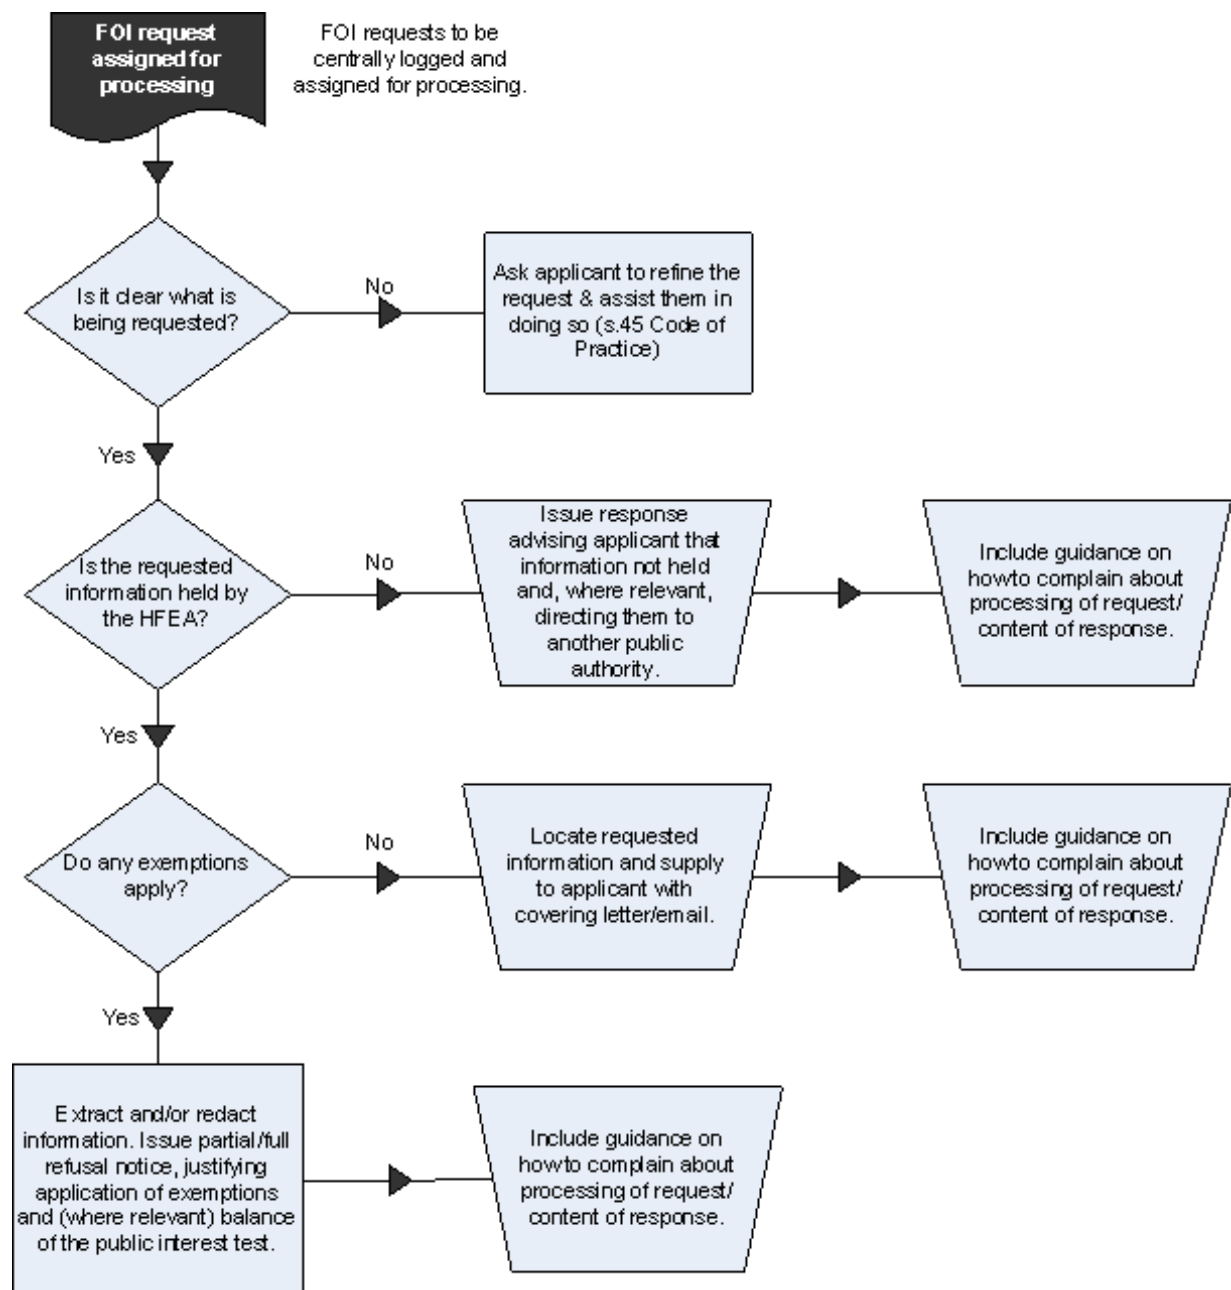 FOI request
assigned for
processing
FOI requests to be
centrally logged and
assigned for processing.
Is it clear what is
being requested?
No
Ask applicant to refine the
request & assist them in
doing so (s.45 Code of
Practice)
Yes
Is the requested
information held by
the HFEA?
No
Issue response
advising applicant that
information not held
and, where relevant,
directing them to
another public
authority.
Include guidance on
how to complain about
processing of request/
content of response.
Yes
Do any exemptions
apply?
No
Locate requested
information and supply
to applicant with
covering letter/email.
Include guidance on
how to complain about
processing of request/
content of response.
Yes
Extract and/or redact
information. Issue partial/full
refusal notice, justifying
application of exemptions
and (where relevant) balance
of the public interest test.
Include guidance on
how to complain about
processing of request/
content of response.